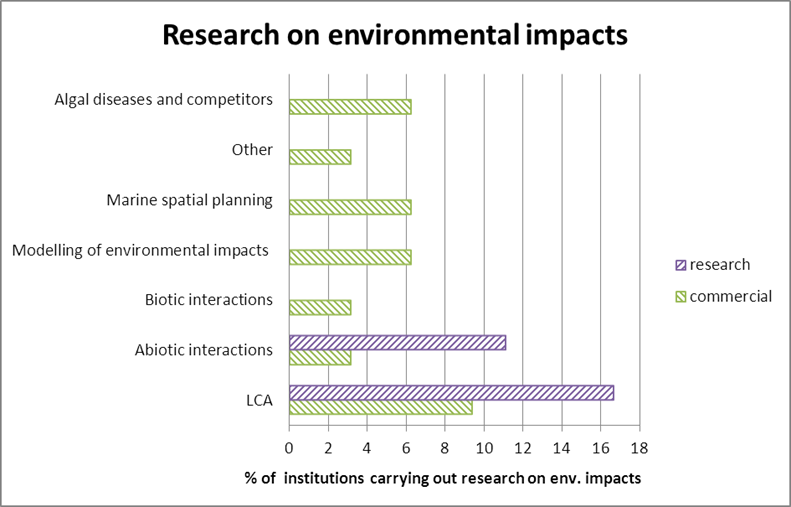 Research on environmental impacts
Algal diseases and competitors
Other
Marine spatial planning
Modelling of environmental impacts
Biotic interactions
Abiotic interactions
LCA
0 2 4 6 8 10 12 14 16 18
% of institutions carrying out research on env. impacts
research
commercial